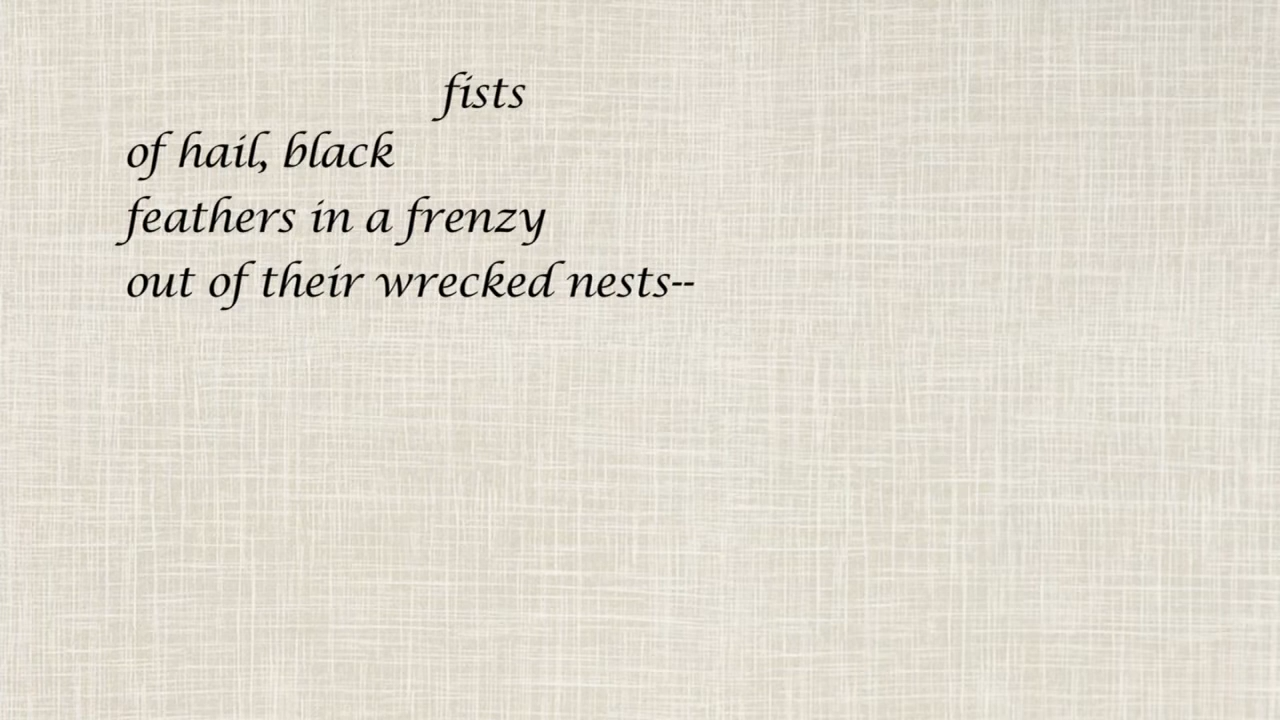 fists
of hail, black
feathers in a frenzy
out of their wrecked nests--